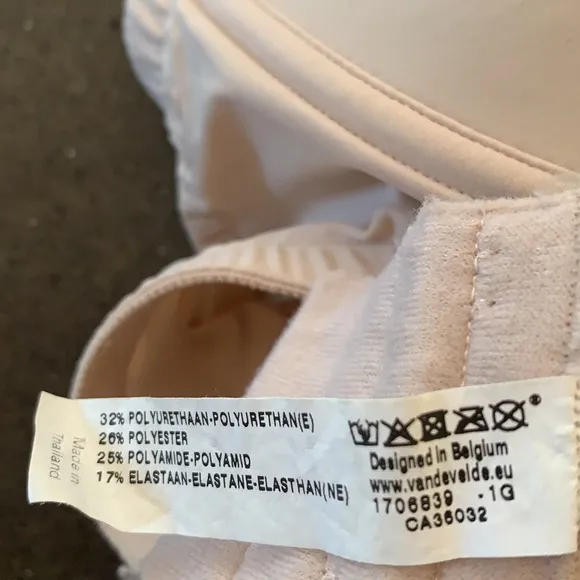 32% POLYURETHAAN-POLYURETHAN(E)
26% POLYESTER
25% POLYAMIDE-POLYAMID
17% ELASTAAN-ELASTANE-ELASTHAN(NE)
Made in
Thailand
Designed in Belgium
www.vandevelde.eu
1706839 -1G
CA36032